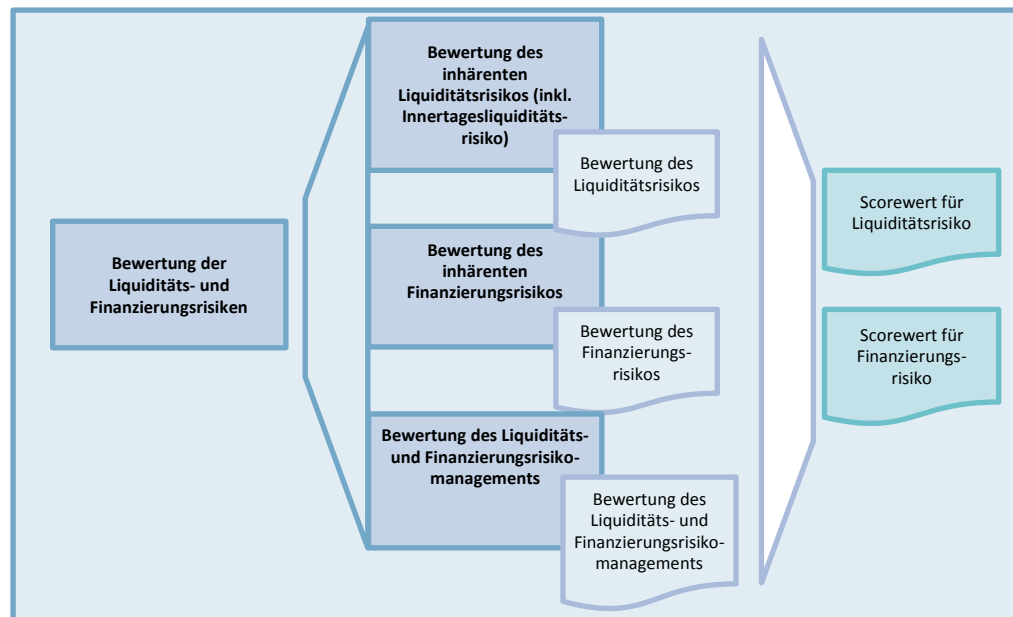 Bewertung der
Liquiditäts- und
Finanzierungsrisiken
Bewertung des
inhärenten
Liquiditätsrisikos (inkl.
Innertagesliquiditäts-
risiko)
Bewertung des
Liquiditätsrisikos
Bewertung des
inhärenten
Finanzierungsrisikos
Bewertung des
Finanzierungs-
risikos
Bewertung des Liquiditäts-
und Finanzierungsrisiko-
managements
Bewertung des
Liquiditäts- und
Finanzierungsrisiko-
managements
Scorewert für
Liquiditätsrisiko
Scorewert für
Finanzierungs-
risiko